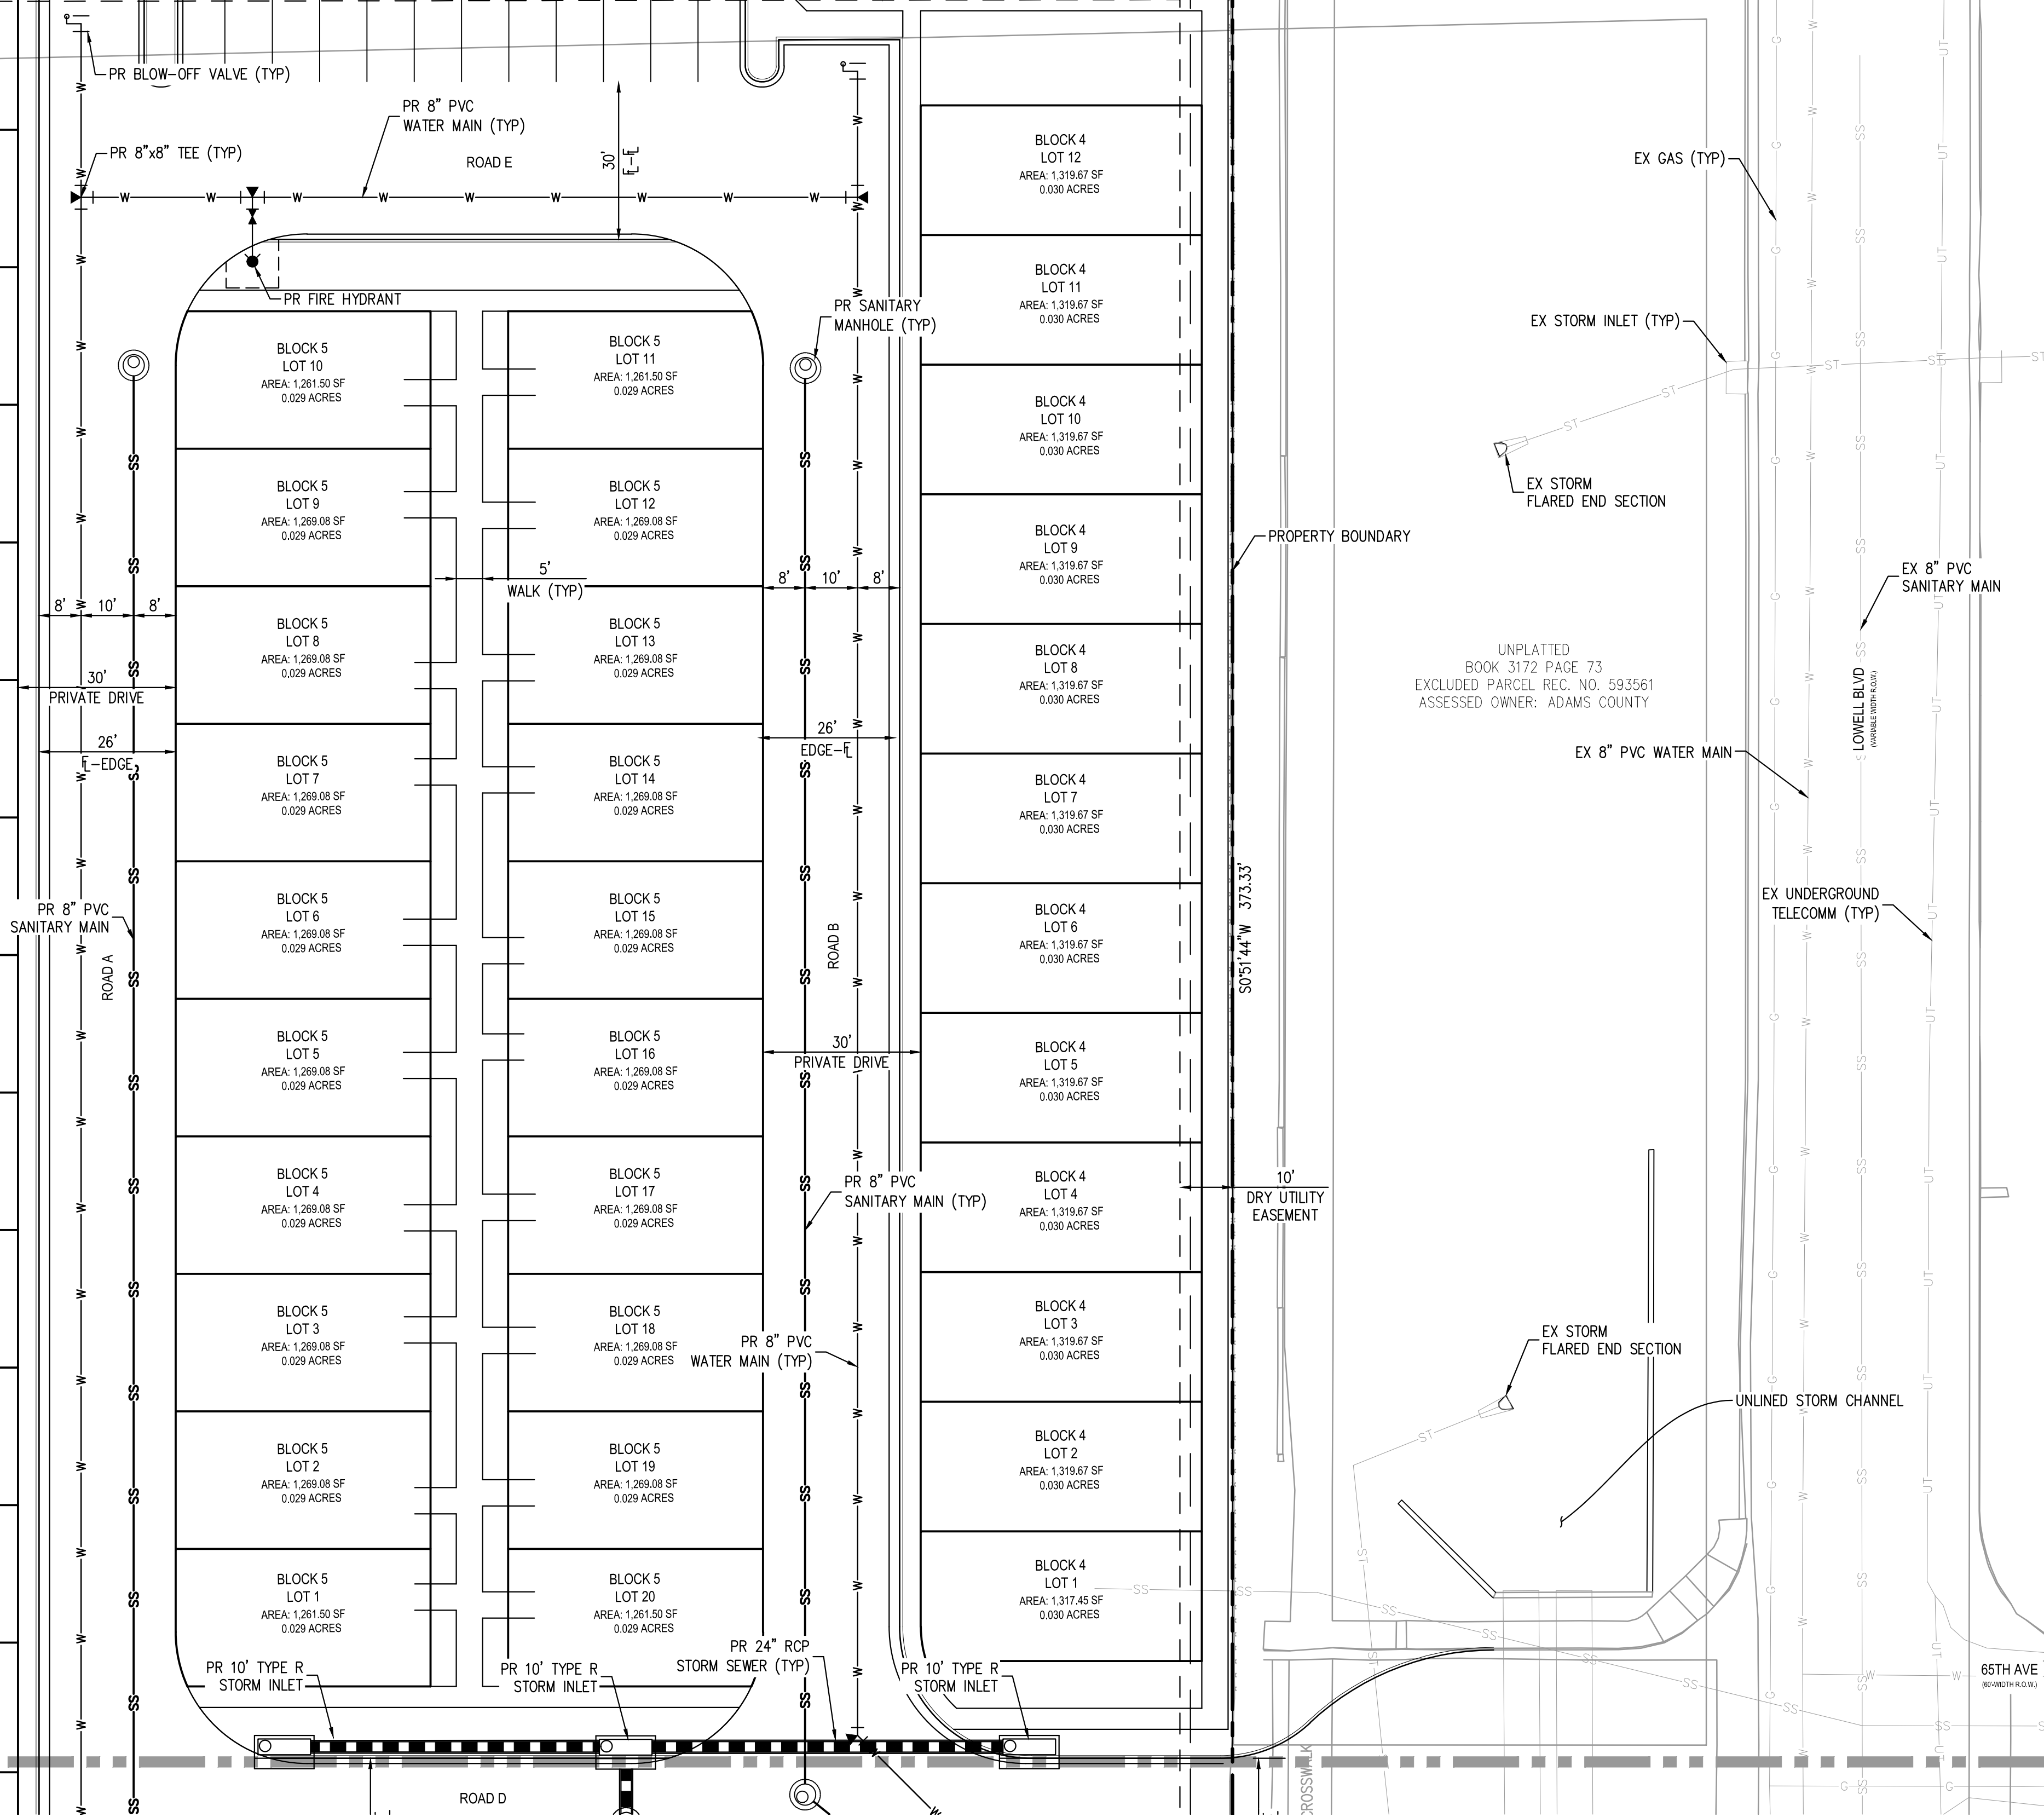 PR BLOW-OFF VALVE (TYP)
PR 8" PVC
WATER MAIN (TYP)
PR 8"x8" TEE (TYP)
ROAD E
30'
FL-FL
PR FIRE HYDRANT
PR SANITARY
MANHOLE (TYP)
BLOCK 4
LOT 12
AREA: 1,319.67 SF
0.030 ACRES
BLOCK 4
LOT 11
AREA: 1,319.67 SF
0.030 ACRES
BLOCK 4
LOT 10
AREA: 1,319.67 SF
0.030 ACRES
BLOCK 4
LOT 9
AREA: 1,319.67 SF
0.030 ACRES
BLOCK 4
LOT 8
AREA: 1,319.67 SF
0.030 ACRES
BLOCK 4
LOT 7
AREA: 1,319.67 SF
0.030 ACRES
BLOCK 4
LOT 6
AREA: 1,319.67 SF
0.030 ACRES
BLOCK 4
LOT 5
AREA: 1,319.67 SF
0.030 ACRES
BLOCK 4
LOT 4
AREA: 1,319.67 SF
0.030 ACRES
BLOCK 4
LOT 3
AREA: 1,319.67 SF
0.030 ACRES
BLOCK 4
LOT 2
AREA: 1,319.67 SF
0.030 ACRES
BLOCK 4
LOT 1
AREA: 1,317.45 SF
0.030 ACRES
BLOCK 5
LOT 10
AREA: 1,261.50 SF
0.029 ACRES
BLOCK 5
LOT 9
AREA: 1,269.08 SF
0.029 ACRES
BLOCK 5
LOT 8
AREA: 1,269.08 SF
0.029 ACRES
BLOCK 5
LOT 7
AREA: 1,269.08 SF
0.029 ACRES
BLOCK 5
LOT 6
AREA: 1,269.08 SF
0.029 ACRES
BLOCK 5
LOT 5
AREA: 1,269.08 SF
0.029 ACRES
BLOCK 5
LOT 4
AREA: 1,269.08 SF
0.029 ACRES
BLOCK 5
LOT 3
AREA: 1,269.08 SF
0.029 ACRES
BLOCK 5
LOT 2
AREA: 1,269.08 SF
0.029 ACRES
BLOCK 5
LOT 1
AREA: 1,261.50 SF
0.029 ACRES
BLOCK 5
LOT 11
AREA: 1,261.50 SF
0.029 ACRES
BLOCK 5
LOT 12
AREA: 1,269.08 SF
0.029 ACRES
BLOCK 5
LOT 13
AREA: 1,269.08 SF
0.029 ACRES
BLOCK 5
LOT 14
AREA: 1,269.08 SF
0.029 ACRES
BLOCK 5
LOT 15
AREA: 1,269.08 SF
0.029 ACRES
BLOCK 5
LOT 16
AREA: 1,269.08 SF
0.029 ACRES
BLOCK 5
LOT 17
AREA: 1,269.08 SF
0.029 ACRES
BLOCK 5
LOT 18
AREA: 1,269.08 SF
0.029 ACRES
BLOCK 5
LOT 19
AREA: 1,269.08 SF
0.029 ACRES
BLOCK 5
LOT 20
AREA: 1,261.50 SF
0.029 ACRES
5'
WALK (TYP)
8'
10'
8'
8'
10'
8'
30'
PRIVATE DRIVE
26'
FL-EDGE
26'
EDGE-FL
PR 8" PVC
SANITARY MAIN
ROAD A
ROAD B
30'
PRIVATE DRIVE
PR 8" PVC
SANITARY MAIN (TYP)
PR 8" PVC
WATER MAIN (TYP)
PR 24" RCP
STORM SEWER (TYP)
PR 10' TYPE R
STORM INLET
PR 10' TYPE R
STORM INLET
PR 10' TYPE R
STORM INLET
ROAD D
10'
DRY UTILITY
EASEMENT
S0°51'44"W 373.33'
PROPERTY BOUNDARY
EX GAS (TYP)
EX STORM INLET (TYP)
EX STORM
FLARED END SECTION
EX 8" PVC
SANITARY MAIN
UNPLATTED
BOOK 3172 PAGE 73
EXCLUDED PARCEL REC. NO. 593561
ASSESSED OWNER: ADAMS COUNTY
LOWELL BLVD
(VARIABLE WIDTH R.O.W.)
EX 8" PVC WATER MAIN
EX UNDERGROUND
TELECOMM (TYP)
EX STORM
FLARED END SECTION
UNLINED STORM CHANNEL
65TH AVE
(60'-WIDTH R.O.W.)
CROSSWALK